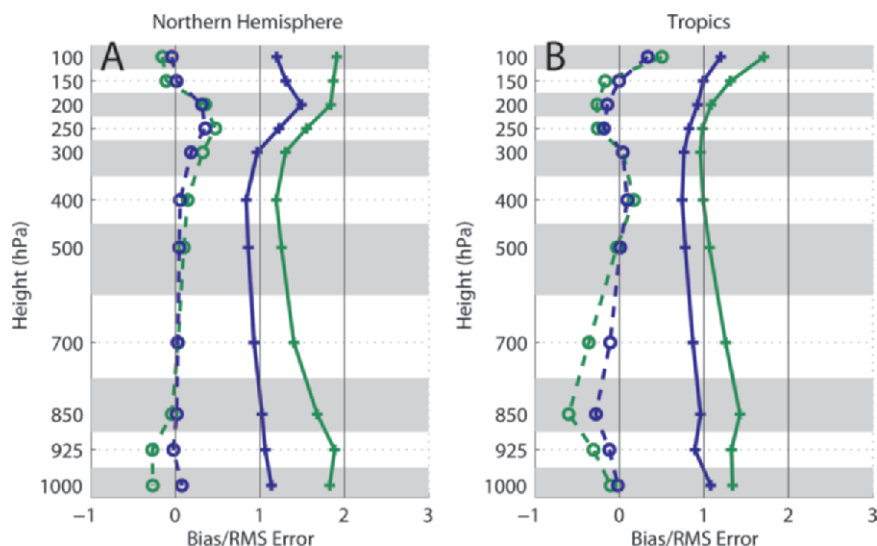 Northern Hemisphere
A
Height (hPa)
100
150
200
250
300
400
500
700
850
925
1000
−1 0 1 2 3
Bias/RMS Error
Tropics
B
Height (hPa)
100
150
200
250
300
400
500
700
850
925
1000
−1 0 1 2 3
Bias/RMS Error